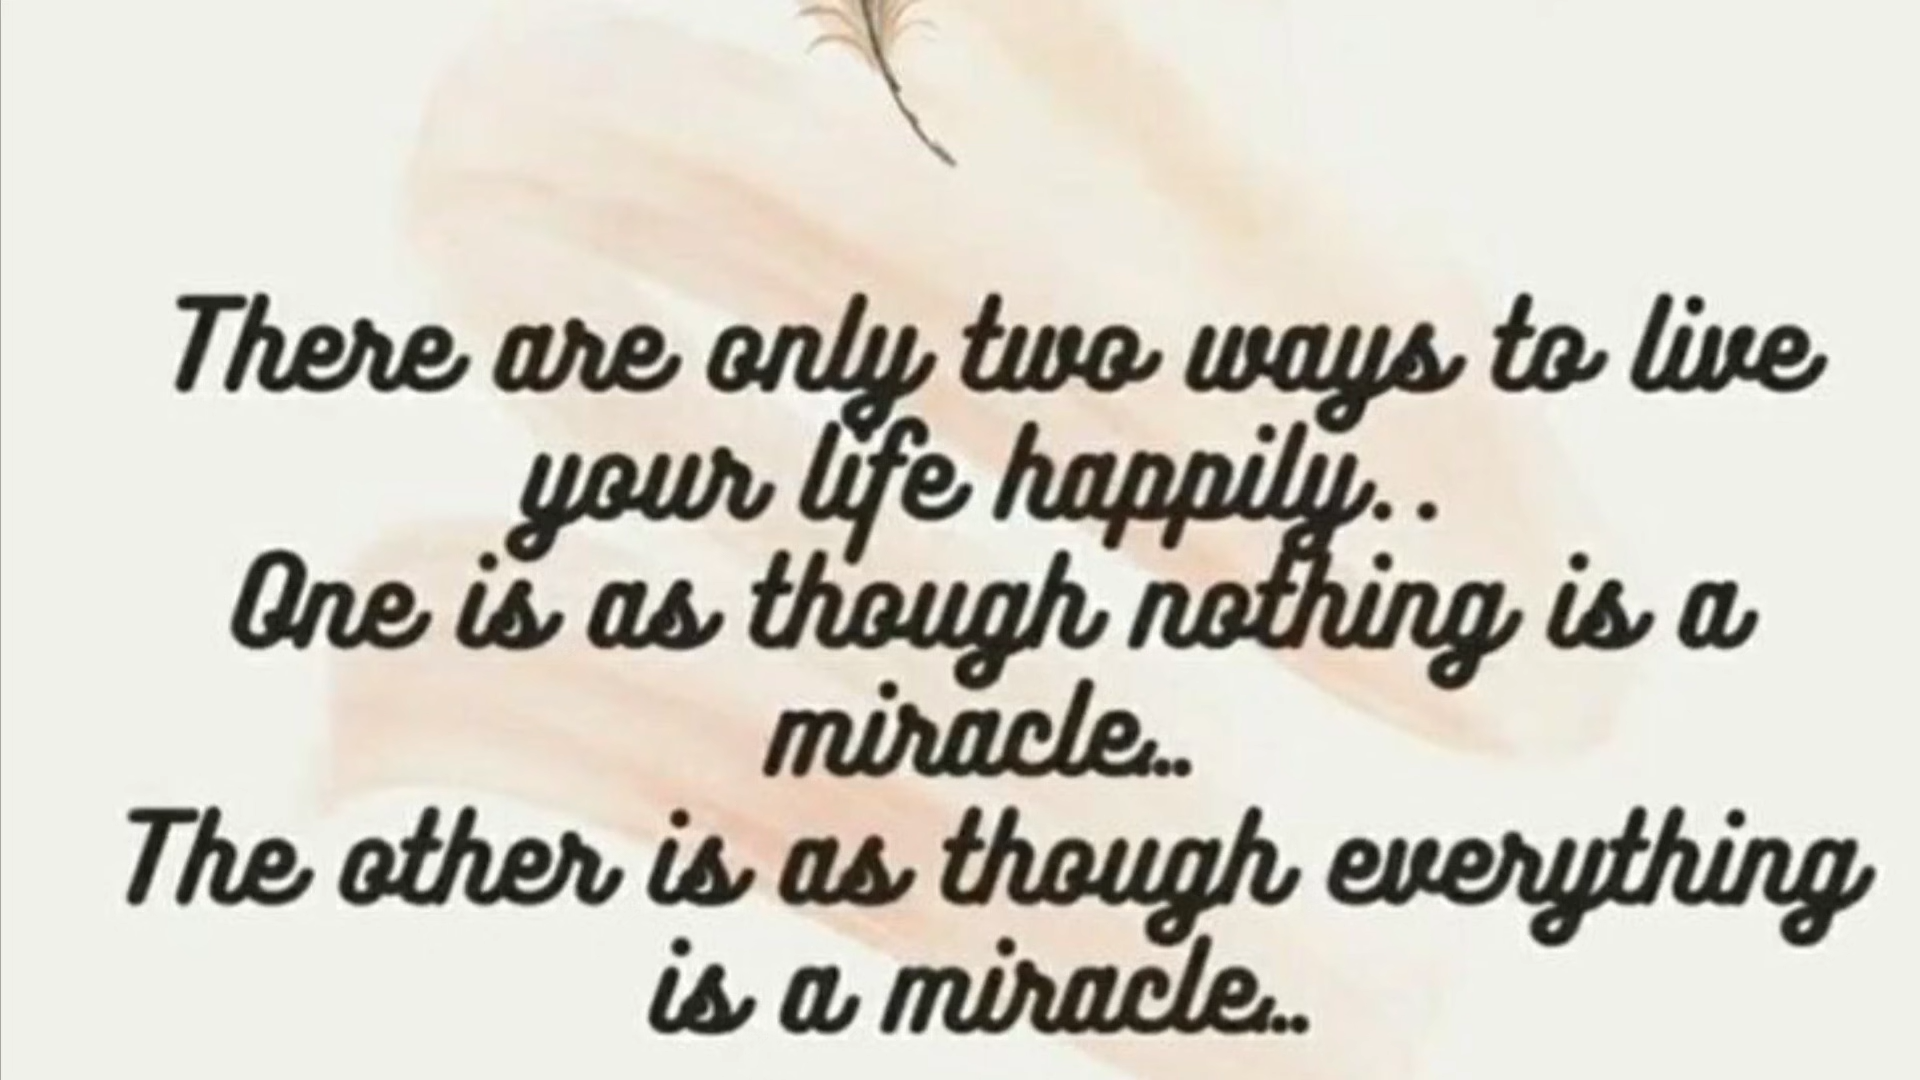 There are only two ways to live
your life happily..
One is as though nothing is a
miracle..
The other is as though everything
is a miracle..